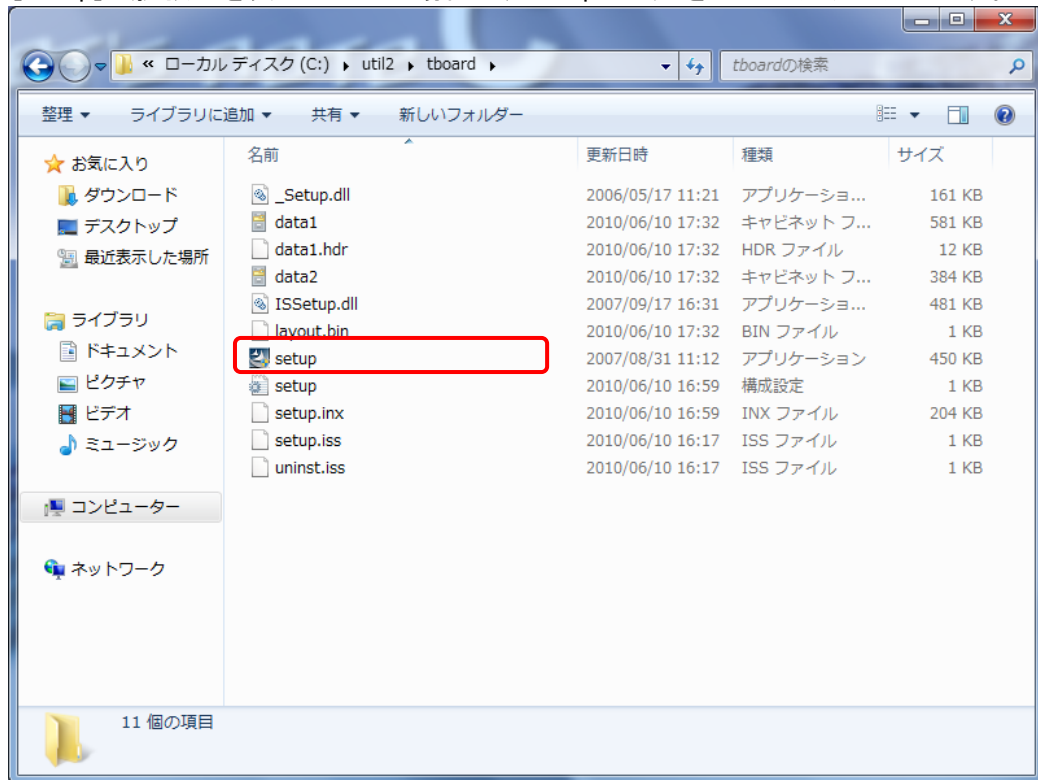 « ローカル ディスク (C:) ▸ util2 ▸ tboard ▸ tboardの検索
整理 ▾ ライブラリに追加 ▾ 共有 ▾ 新しいフォルダー
名前 更新日時 種類 サイズ
お気に入り
ダウンロード
デスクトップ
最近表示した場所
ライブラリ
ドキュメント
ピクチャ
ビデオ
ミュージック
コンピューター
ネットワーク
_Setup.dll 2006/05/17 11:21 アプリケーショ... 161 KB
data1 2010/06/10 17:32 キャビネット フ... 581 KB
data1.hdr 2010/06/10 17:32 HDR ファイル 12 KB
data2 2010/06/10 17:32 キャビネット フ... 384 KB
ISSetup.dll 2007/09/17 16:31 アプリケーショ... 481 KB
layout.bin 2010/06/10 17:32 BIN ファイル 1 KB
setup 2007/08/31 11:12 アプリケーション 450 KB
setup 2010/06/10 16:59 構成設定 1 KB
setup.inx 2010/06/10 16:59 INX ファイル 204 KB
setup.iss 2010/06/10 16:17 ISS ファイル 1 KB
uninst.iss 2010/06/10 16:17 ISS ファイル 1 KB
11 個の項目